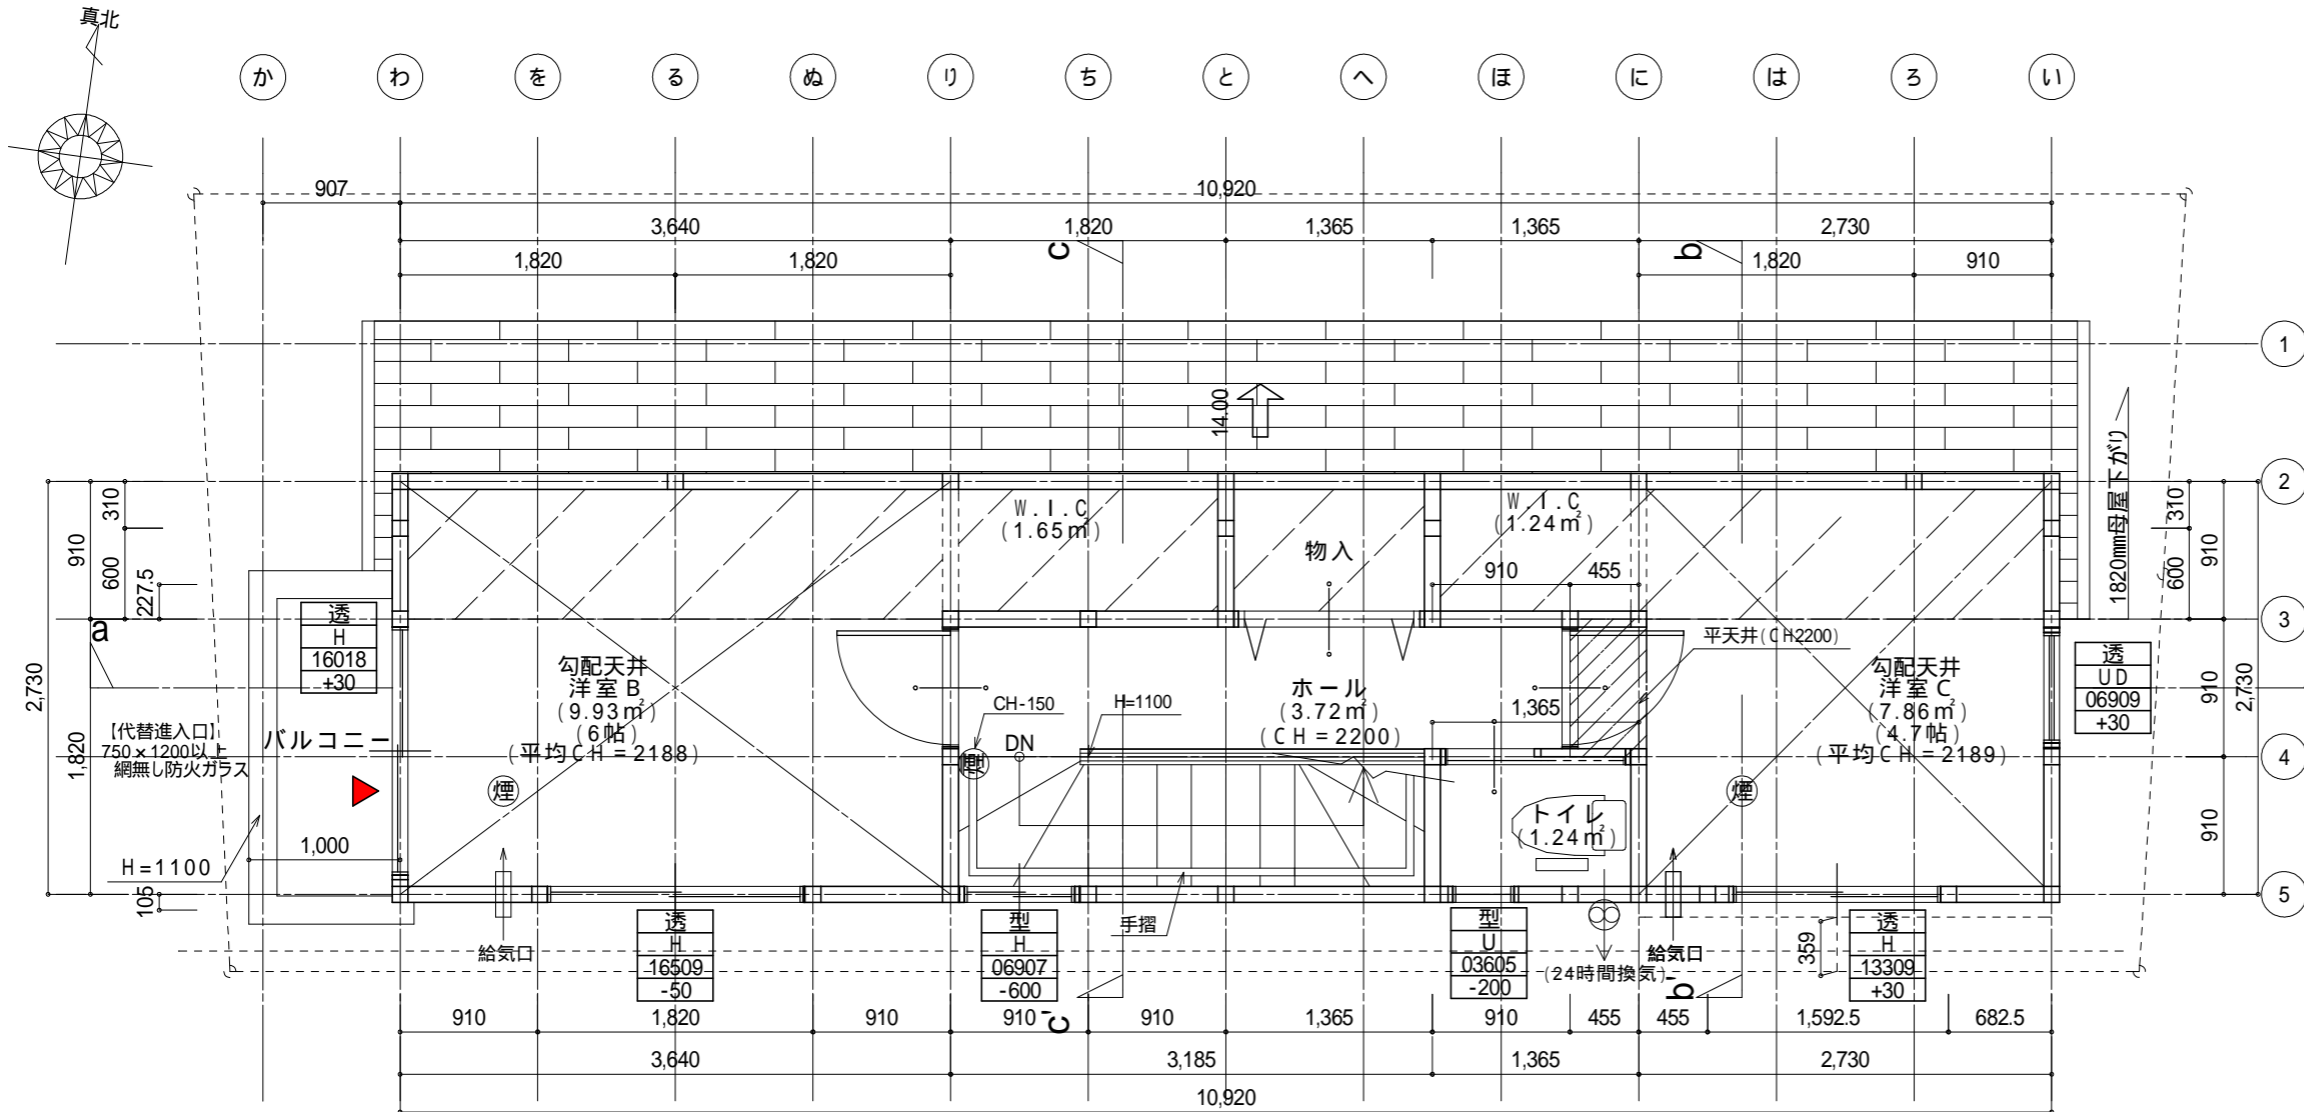 真北
か わ を る ぬ り ち と へ ほ に は ろ い
907 10,920
3,640 1,820 1,365 1,365 2,730
1,820 1,820 1,820 910
c b
1
14.00
1820mm母屋下がり
2
310 910 600 227.5 2,730 1,820 105
310 910 600 910 2,730 910
W.I.C
(1.65㎡)
物入
W.I.C
(1.24㎡)
910 455
3
a
透
H
16018
+30
【代替進入口】
750×1200以上
網無し防火ガラス
バルコニー
1,000
H=1100
勾配天井
洋室B
(9.93㎡)
(6帖)
(平均CH=2188)
煙
CH-150
煙
H=1100
DN
ホール
(3.72㎡)
(CH=2200)
1,365
平天井(CH2200)
勾配天井
洋室C
(7.86㎡)
(4.7帖)
(平均CH=2189)
煙
透
UD
06909
+30
4
トイレ
(1.24㎡)
5
給気口
透
H
16509
-50
型
H
06907
-600
手摺
型
U
03605
-200
(24時間換気)
給気口
359
透
H
13309
+30
c' b'
910 1,820 910 910 910 1,365 910 455 455 1,592.5 682.5
3,640 3,185 1,365 2,730
10,920